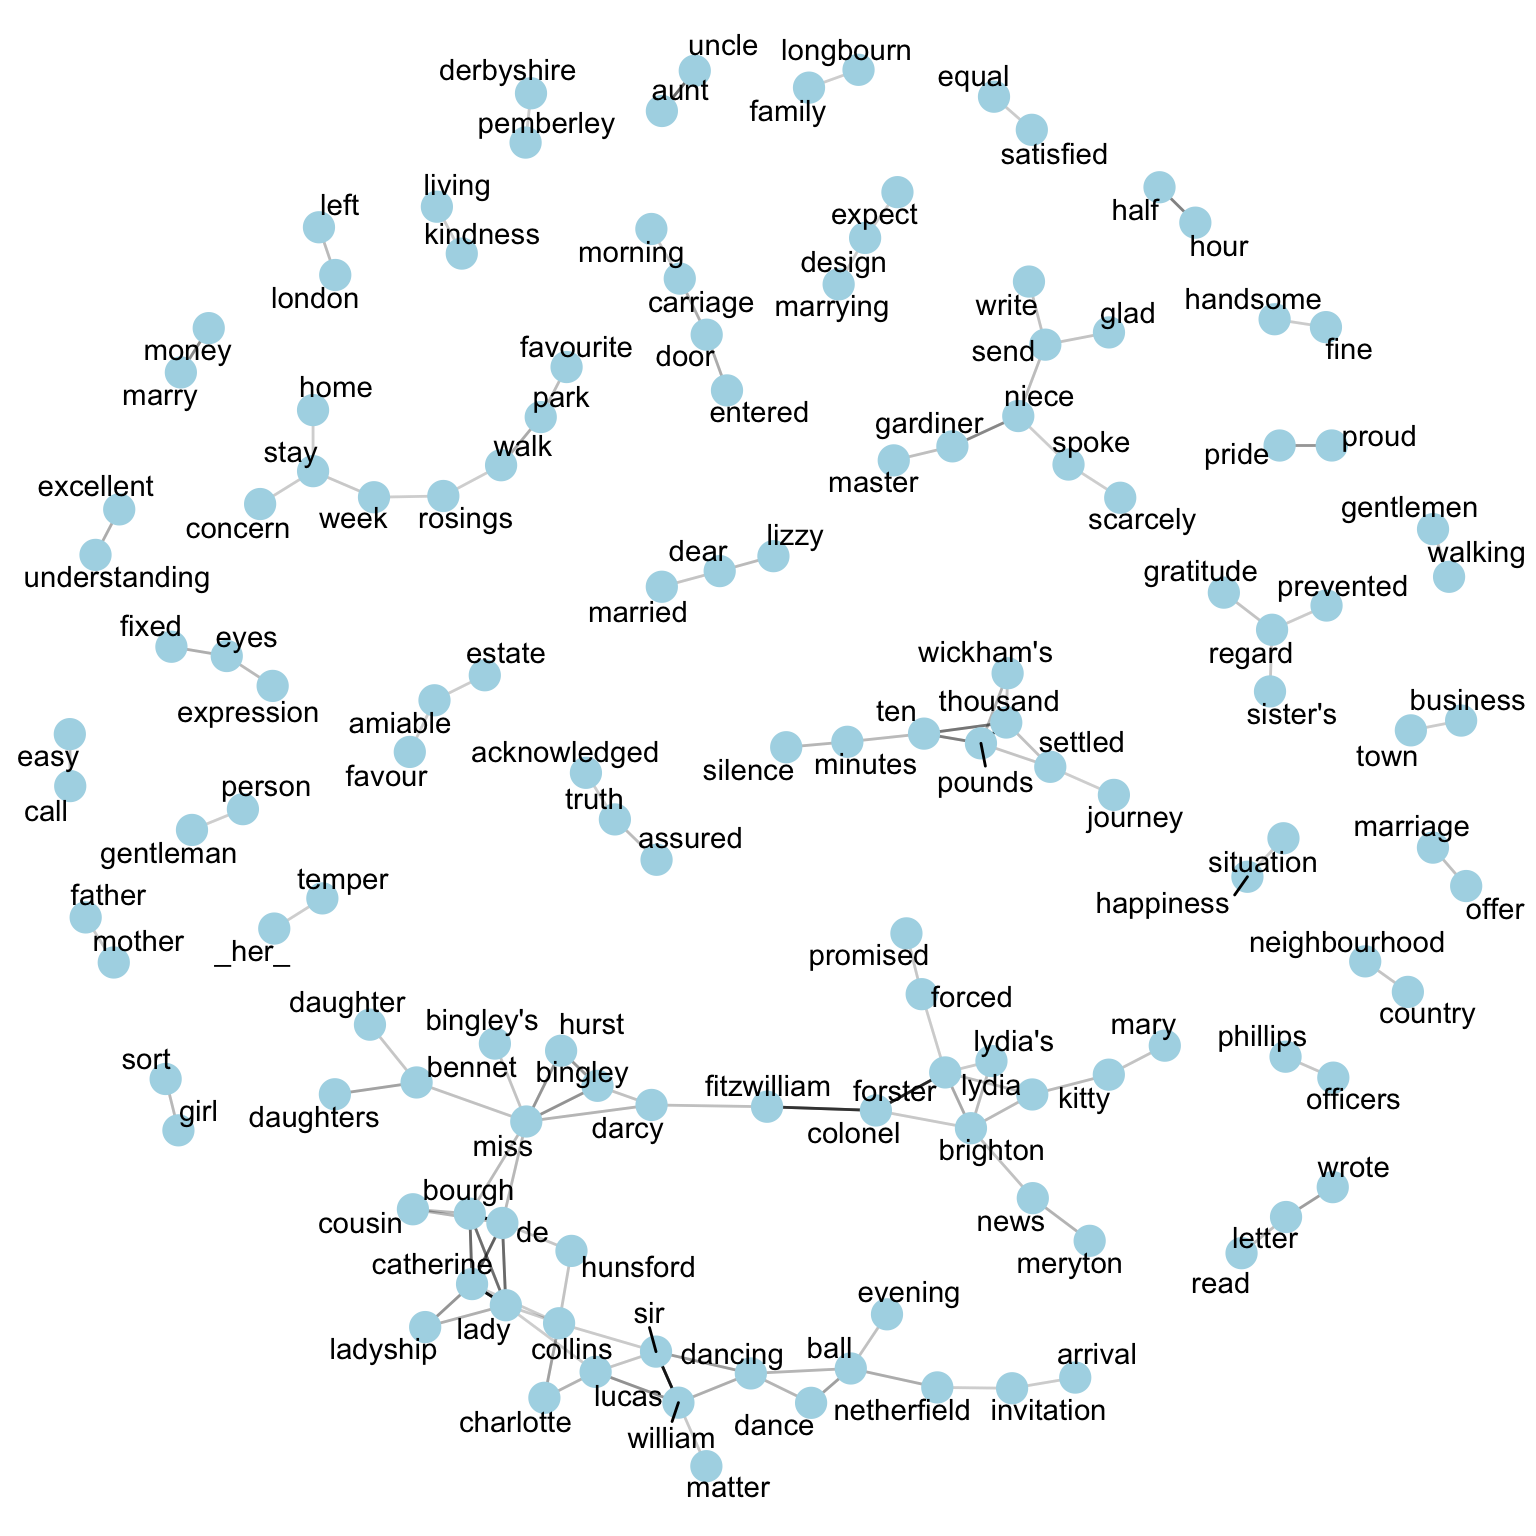 uncle
longbourn
derbyshire
equal
aunt
family
pemberley
satisfied
living
left
half
expect
kindness
hour
morning
design
london
carriage
marrying
write
handsome
glad
money
favourite
door
send
fine
marry
home
park
entered
niece
gardiner
walk
stay
spoke
proud
pride
excellent
master
concern
week
rosings
scarcely
gentlemen
lizzy
dear
walking
understanding
gratitude
prevented
married
fixed
eyes
estate
wickham's
regard
expression
amiable
ten
thousand
sister's
business
easy
favour
acknowledged
silence
minutes
settled
town
pounds
person
call
truth
journey
marriage
gentleman
assured
situation
temper
father
happiness
offer
mother
_her_
promised
neighbourhood
daughter
forced
country
bingley's
hurst
mary
phillips
sort
lydia's
bennet
bingley
fitzwilliam
forster
lydia
kitty
officers
girl
daughters
darcy
colonel
miss
brighton
wrote
bourgh
cousin
de
news
letter
catherine
hunsford
meryton
read
evening
sir
lady
ladyship
collins
dancing
ball
arrival
lucas
charlotte
dance
netherfield
invitation
william
matter